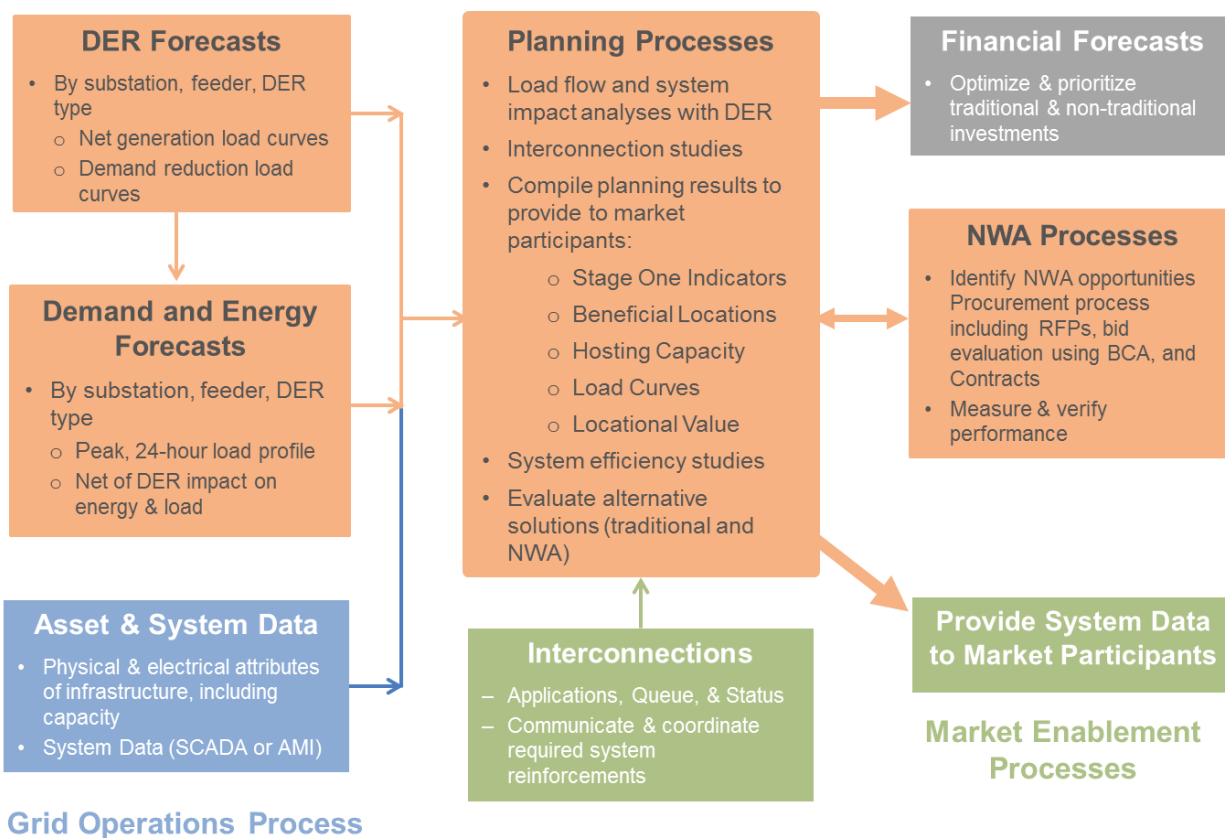 DER Forecasts
• By substation, feeder, DER
type
o Net generation load curves
o Demand reduction load
curves
Demand and Energy
Forecasts
• By substation, feeder, DER
type
o Peak, 24-hour load profile
o Net of DER impact on
energy & load
Asset & System Data
• Physical & electrical attributes
of infrastructure, including
capacity
• System Data (SCADA or AMI)
Grid Operations Process
Planning Processes
• Load flow and system
impact analyses with DER
• Interconnection studies
• Compile planning results to
provide to market
participants:
o Stage One Indicators
o Beneficial Locations
o Hosting Capacity
o Load Curves
o Locational Value
• System efficiency studies
• Evaluate alternative
solutions (traditional and
NWA)
Interconnections
– Applications, Queue, & Status
– Communicate & coordinate
required system
reinforcements
Financial Forecasts
• Optimize & prioritize
traditional & non-traditional
investments
NWA Processes
• Identify NWA opportunities
Procurement process
including RFPs, bid
evaluation using BCA, and
Contracts
• Measure & verify
performance
Provide System Data
to Market Participants
Market Enablement
Processes